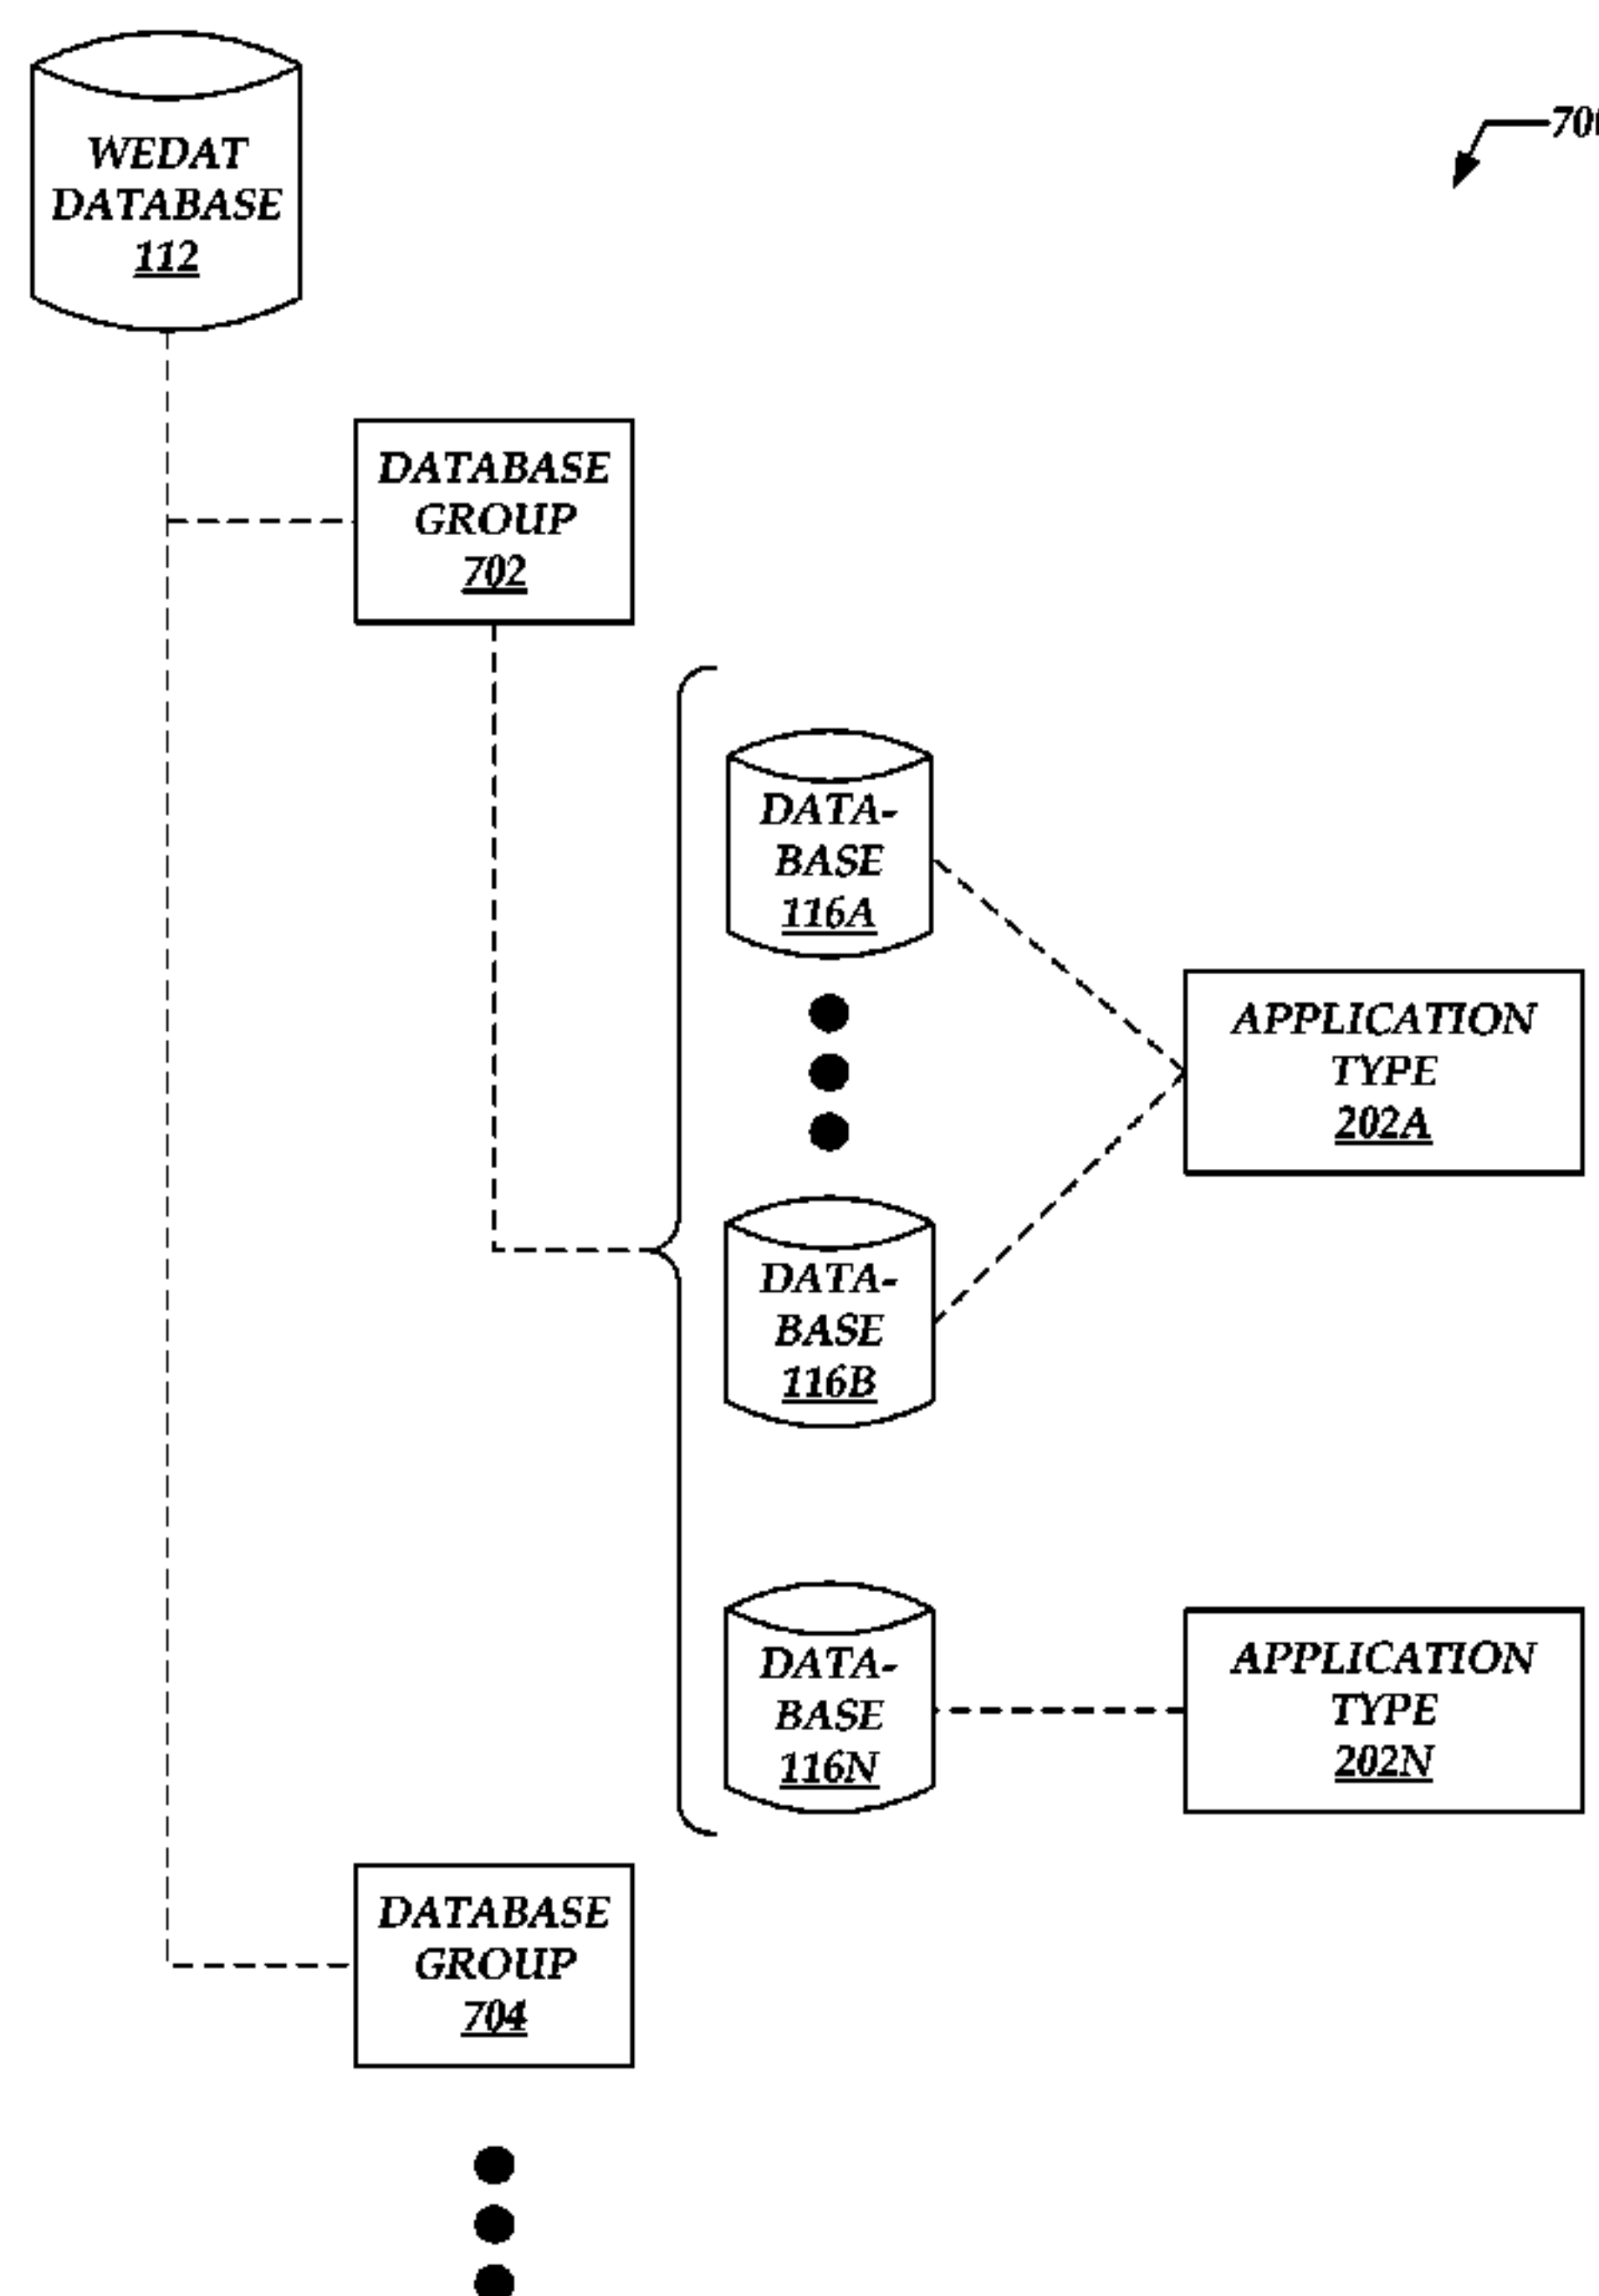 WEDAT
DATABASE
112
700
DATABASE
GROUP
702
DATA-
BASE
116A
APPLICATION
TYPE
202A
DATA-
BASE
116B
DATA-
BASE
116N
APPLICATION
TYPE
202N
DATABASE
GROUP
704